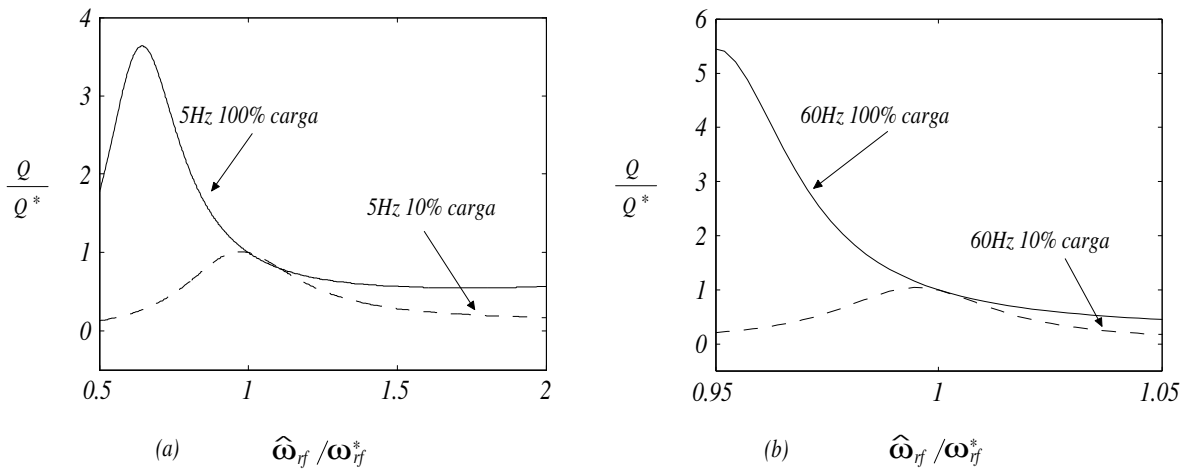 4
3
2
1
0
0.5
1
1.5
2
Q
Q*
5Hz 100% carga
5Hz 10% carga
(a)
ω̂rf /ω*rf
6
5
4
3
2
1
0
0.95
1
1.05
Q
Q*
60Hz 100% carga
60Hz 10% carga
(b)
ω̂rf /ω*rf